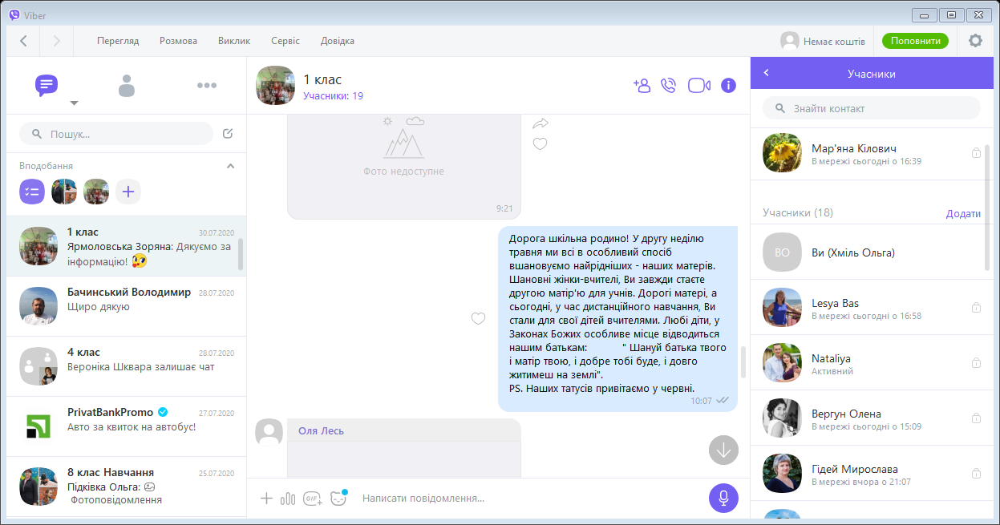 Viber
Перегляд Розмова Виклик Сервіс Довідка
Немає коштів
Поповнити
Пошук...
Вподобання
1 клас 30.07.2020
Ярмоловська Зоряна: Дякуємо за
інформацію!
Бачинський Володимир 28.07.2020
Щиро дякую
4 клас 28.07.2020
Вероніка Шквара залишає чат
PrivatBankPromo 27.07.2020
Авто за квиток на автобус!
8 клас Навчання 25.07.2020
Підківка Ольга:
Фотоповідомлення
1 клас
Учасники: 19
Фото недоступне
9:21
Дорога шкільна родино! У другу неділю
травня ми всі в особливий спосіб
вшановуємо найрідніших - наших матерів.
Шановні жінки-вчителі, Ви завжди стаєте
другою матір'ю для учнів. Дорогі матері, а
сьогодні, у час дистанційного навчання, Ви
стали для свої дітей вчителями. Любі діти, у
Законах Божих особливе місце відводиться
нашим батькам: " Шануй батька твого
і матір твою, і добре тобі буде, і довго
житимеш на землі".
PS. Наших татусів привітаємо у червні.
10:07
Оля Лесь
GIF
Написати повідомлення...
Учасники
Знайти контакт
Мар'яна Кілович
В мережі сьогодні о 16:39
Учасники (18) Додати
ВО
Ви (Хміль Ольга)
Lesya Bas
В мережі сьогодні о 16:58
Nataliya
Активний
Вергун Олена
В мережі сьогодні о 15:09
Гідей Мирослава
В мережі вчора о 21:07